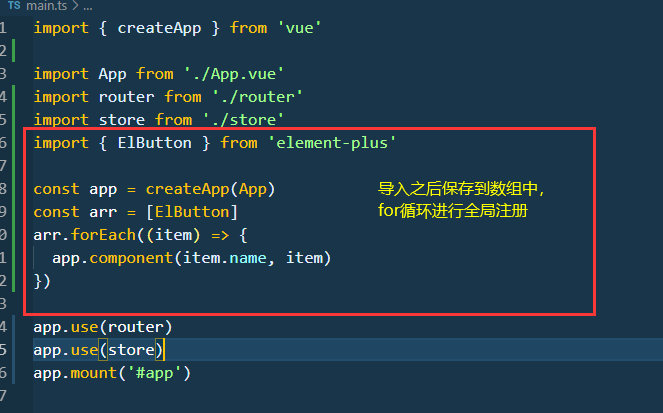 TS main.ts > ...
1 import { createApp } from 'vue'
2
3 import App from './App.vue'
4 import router from './router'
5 import store from './store'
6 import { ElButton } from 'element-plus'
7
8 const app = createApp(App)
导入之后保存到数组中,
9 const arr = [ElButton]
for循环进行全局注册
0 arr.forEach((item) => {
1 app.component(item.name, item)
2 })
3
4 app.use(router)
5 app.use(store)
6 app.mount('#app')
7